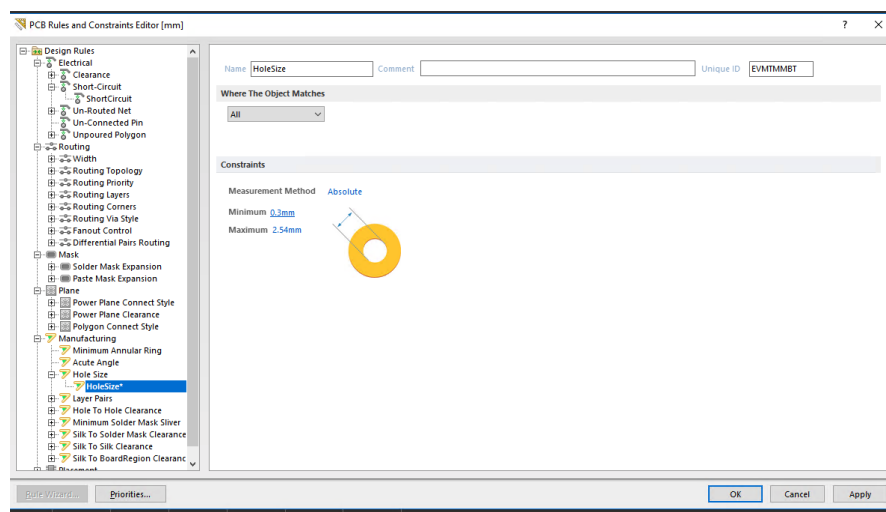 PCB Rules and Constraints Editor [mm]
? X
Design Rules
Electrical
Clearance
Short-Circuit
ShortCircuit
Un-Routed Net
Un-Connected Pin
Unpoured Polygon
Routing
Width
Routing Topology
Routing Priority
Routing Layers
Routing Corners
Routing Via Style
Fanout Control
Differential Pairs Routing
Mask
Solder Mask Expansion
Paste Mask Expansion
Plane
Power Plane Connect Style
Power Plane Clearance
Polygon Connect Style
Manufacturing
Minimum Annular Ring
Acute Angle
Hole Size
HoleSize*
Layer Pairs
Hole To Hole Clearance
Minimum Solder Mask Sliver
Silk To Solder Mask Clearance
Silk To Silk Clearance
Silk To BoardRegion Clearanc
Placement
Name HoleSize Comment Unique ID EVMTMMBT
Where The Object Matches
All
Constraints
Measurement Method Absolute
Minimum 0.3mm
Maximum 2.54mm
Rule Wizard... Priorities... OK Cancel Apply